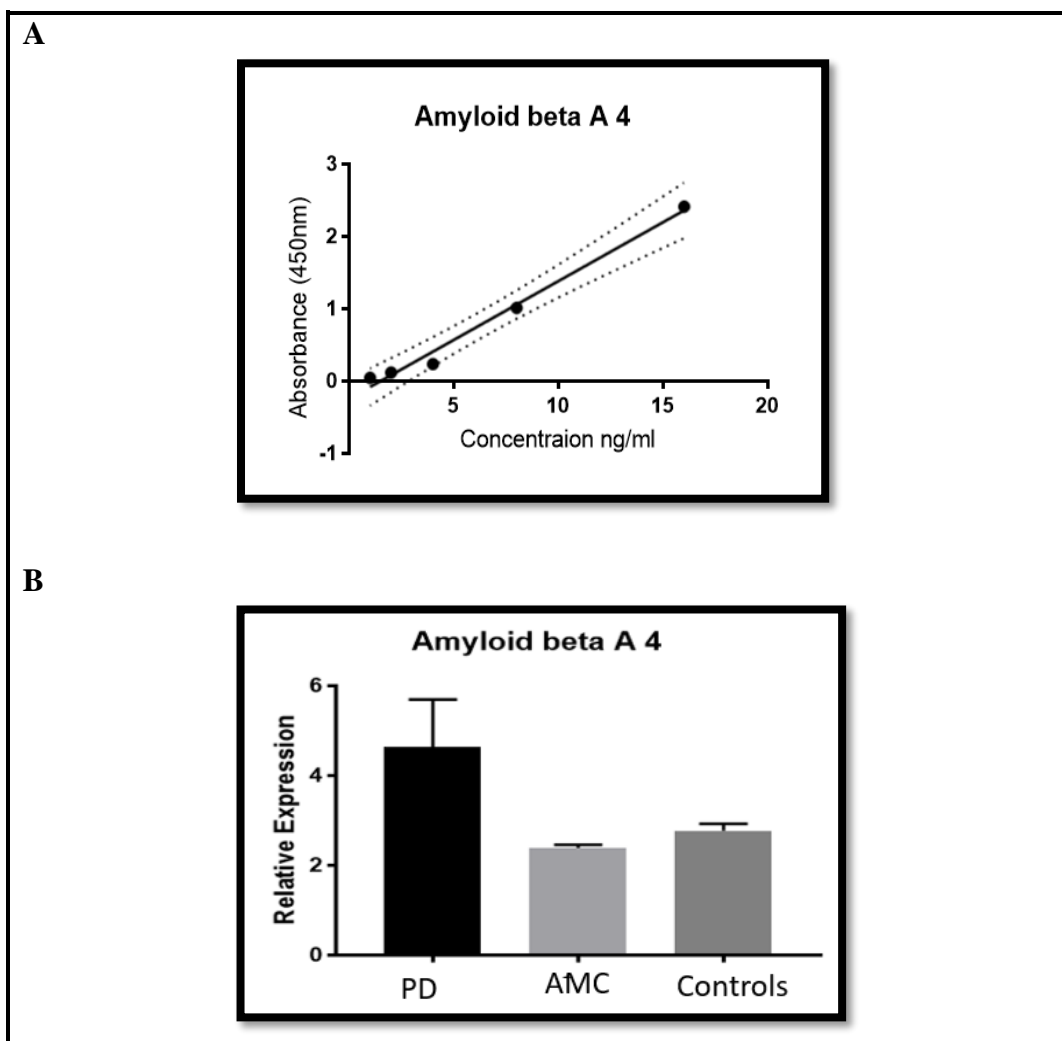 A
Amyloid beta A 4
3
2
1
0
-1
Absorbance (450nm)
5 10 15 20
Concentraion ng/ml
B
Amyloid beta A 4
6
4
2
0
Relative Expression
PD AMC Controls